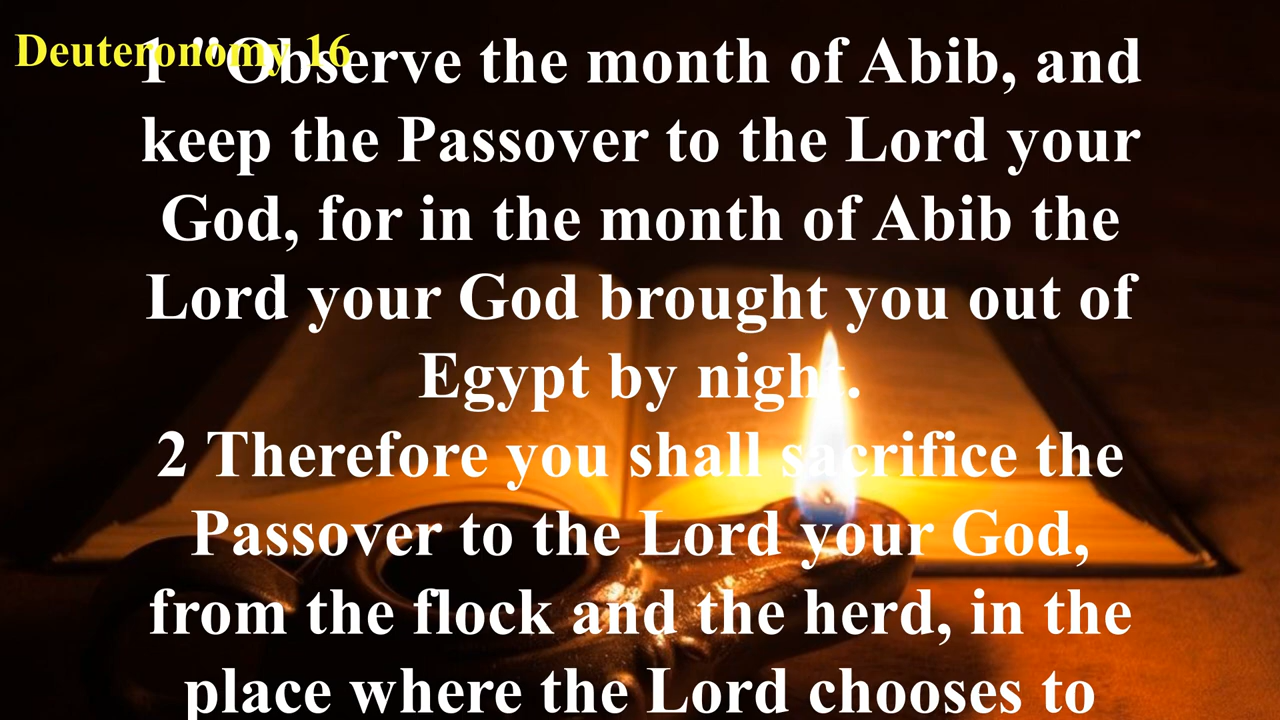 Deuteronomy 16
1 "Observe the month of Abib, and
keep the Passover to the Lord your
God, for in the month of Abib the
Lord your God brought you out of
Egypt by night.
2 Therefore you shall sacrifice the
Passover to the Lord your God,
from the flock and the herd, in the
place where the Lord chooses to